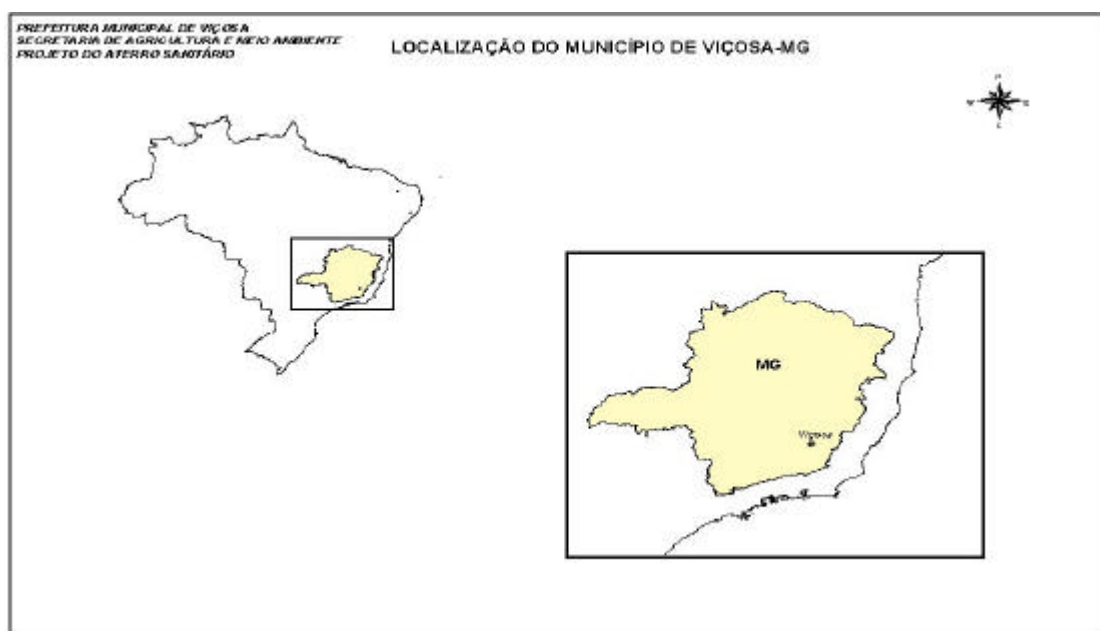 PREFEITURA MUNICIPAL DE VIÇOSA
SECRETARIA DE AGRICULTURA E MEIO AMBIENTE
PROJETO DO ATERRO SANITÁRIO
LOCALIZAÇÃO DO MUNICÍPIO DE VIÇOSA-MG
MG
Viçosa